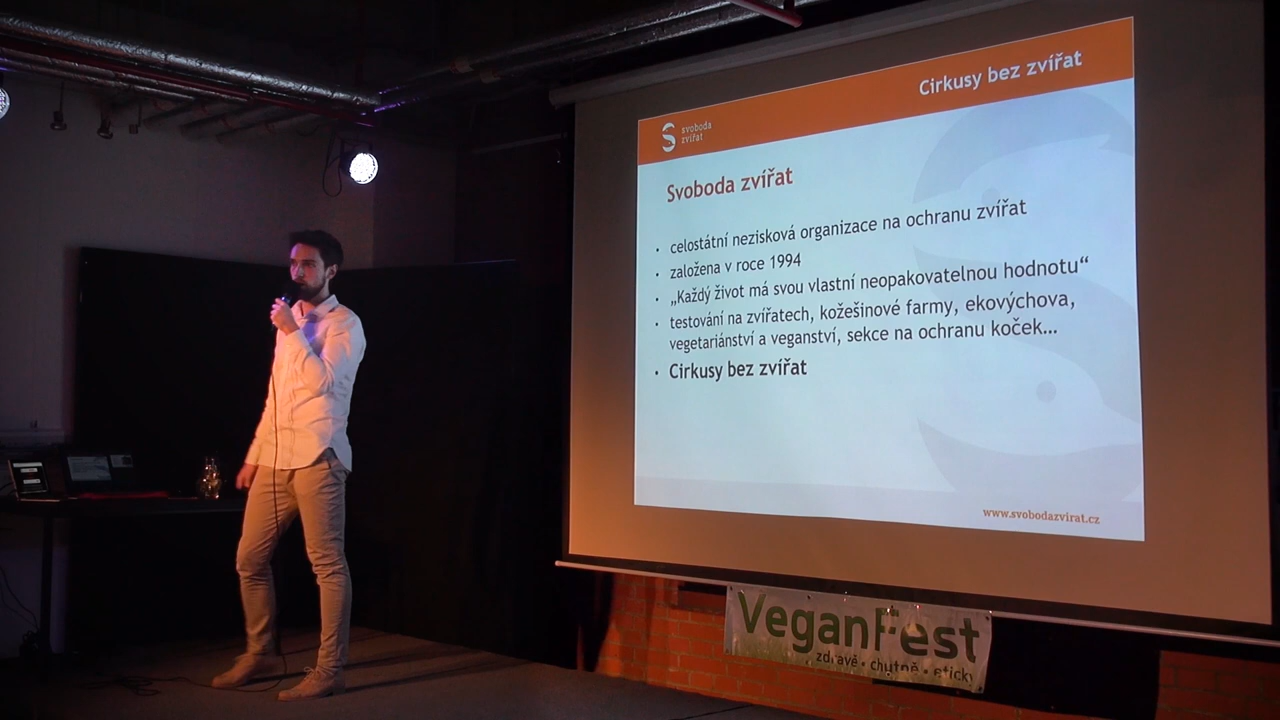 Cirkusy bez zvířat
svoboda
zvířat
Svoboda zvířat
celostátní nezisková organizace na ochranu zvířat
založena v roce 1994
„Každý život má svou vlastní neopakovatelnou hodnotu“
testování na zvířatech, kožešinové farmy, ekovýchova,
vegetariánství a veganství, sekce na ochranu koček...
Cirkusy bez zvířat
www.svobodazvirat.cz
VeganFest
zdravě • chutně • eticky